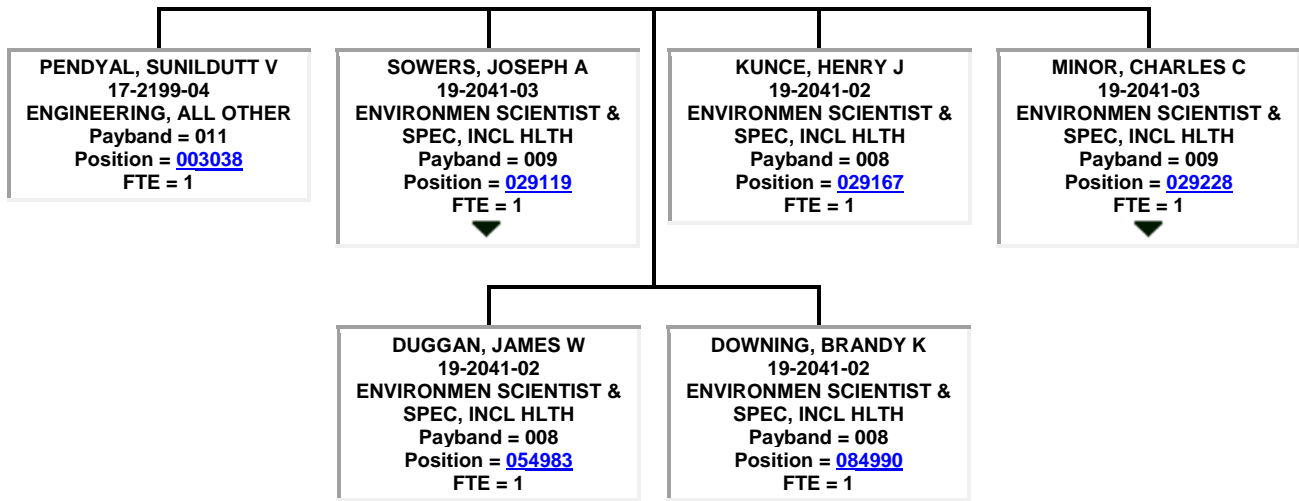 PENDYAL, SUNILDUTT V
17-2199-04
ENGINEERING, ALL OTHER
Payband = 011
Position = 003038
FTE = 1
SOWERS, JOSEPH A
19-2041-03
ENVIRONMEN SCIENTIST &
SPEC, INCL HLTH
Payband = 009
Position = 029119
FTE = 1
KUNCE, HENRY J
19-2041-02
ENVIRONMEN SCIENTIST &
SPEC, INCL HLTH
Payband = 008
Position = 029167
FTE = 1
MINOR, CHARLES C
19-2041-03
ENVIRONMEN SCIENTIST &
SPEC, INCL HLTH
Payband = 009
Position = 029228
FTE = 1
DUGGAN, JAMES W
19-2041-02
ENVIRONMEN SCIENTIST &
SPEC, INCL HLTH
Payband = 008
Position = 054983
FTE = 1
DOWNING, BRANDY K
19-2041-02
ENVIRONMEN SCIENTIST &
SPEC, INCL HLTH
Payband = 008
Position = 084990
FTE = 1